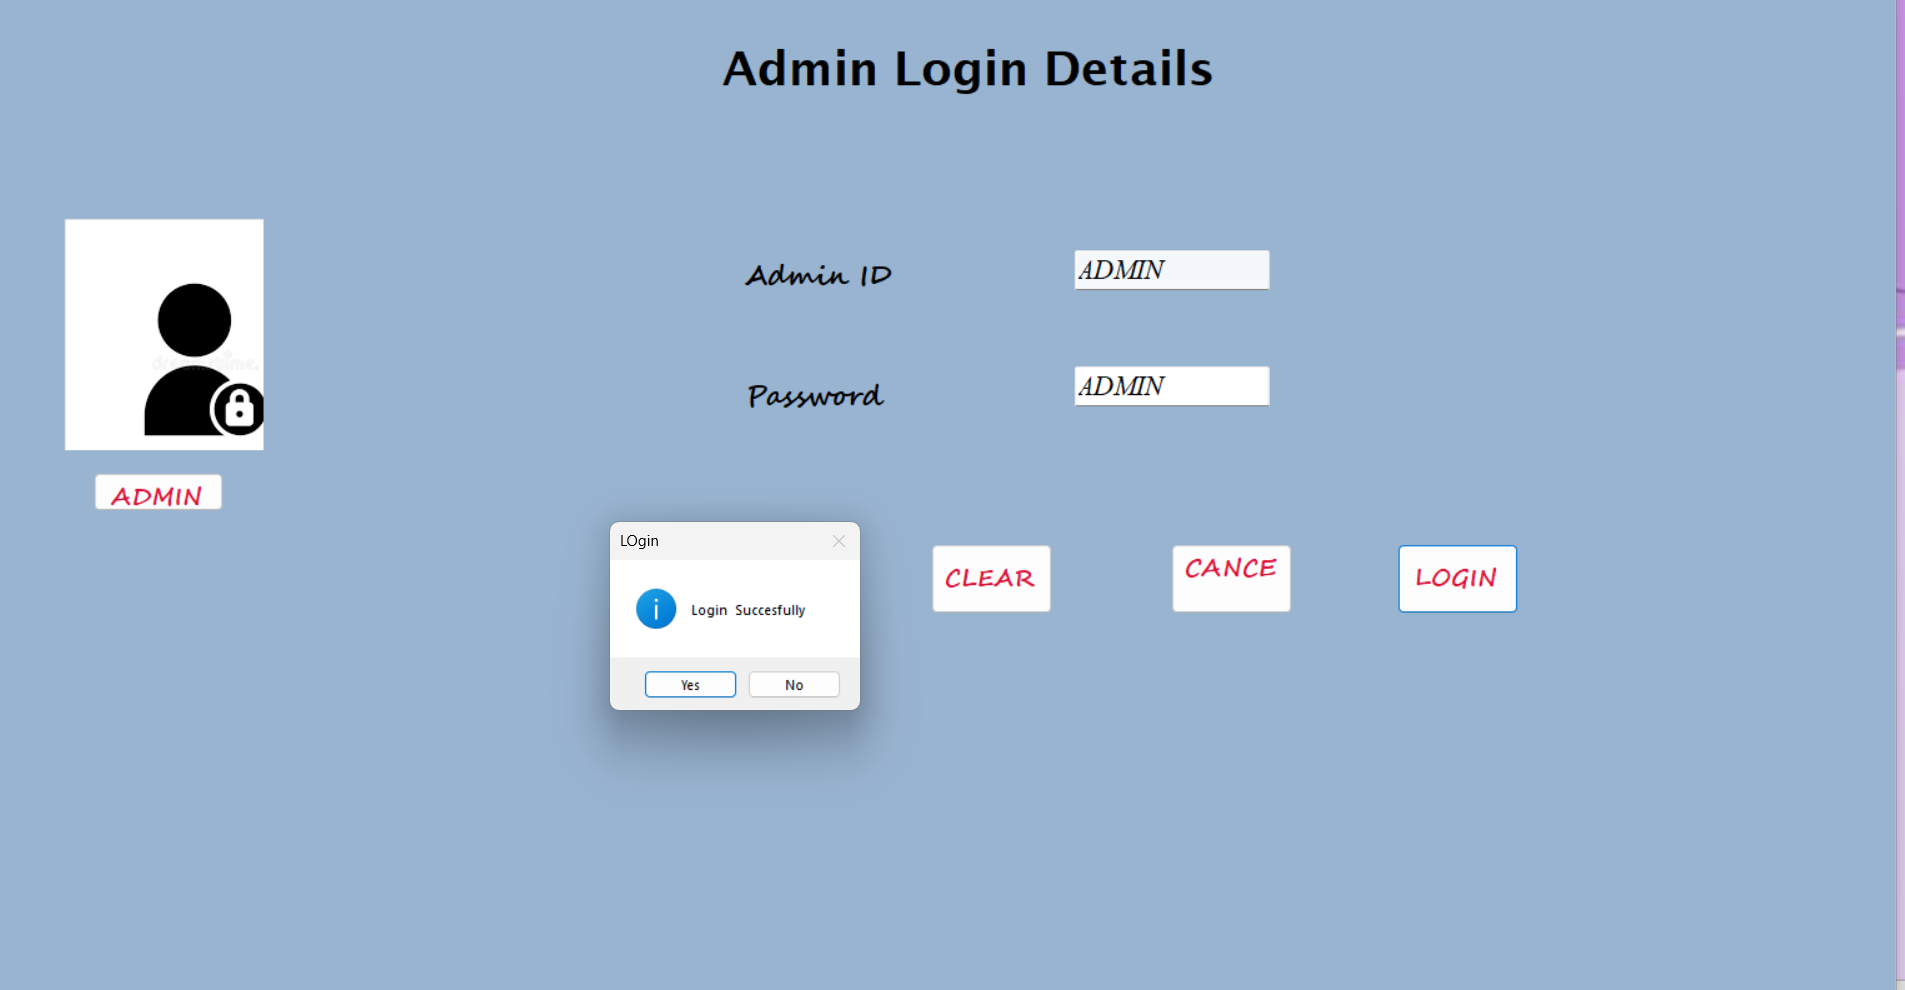 Admin Login Details
Admin ID
ADMIN
Password
ADMIN
ADMIN
LOgin
Login Succesfully
Yes
No
CLEAR
CANCE
LOGIN